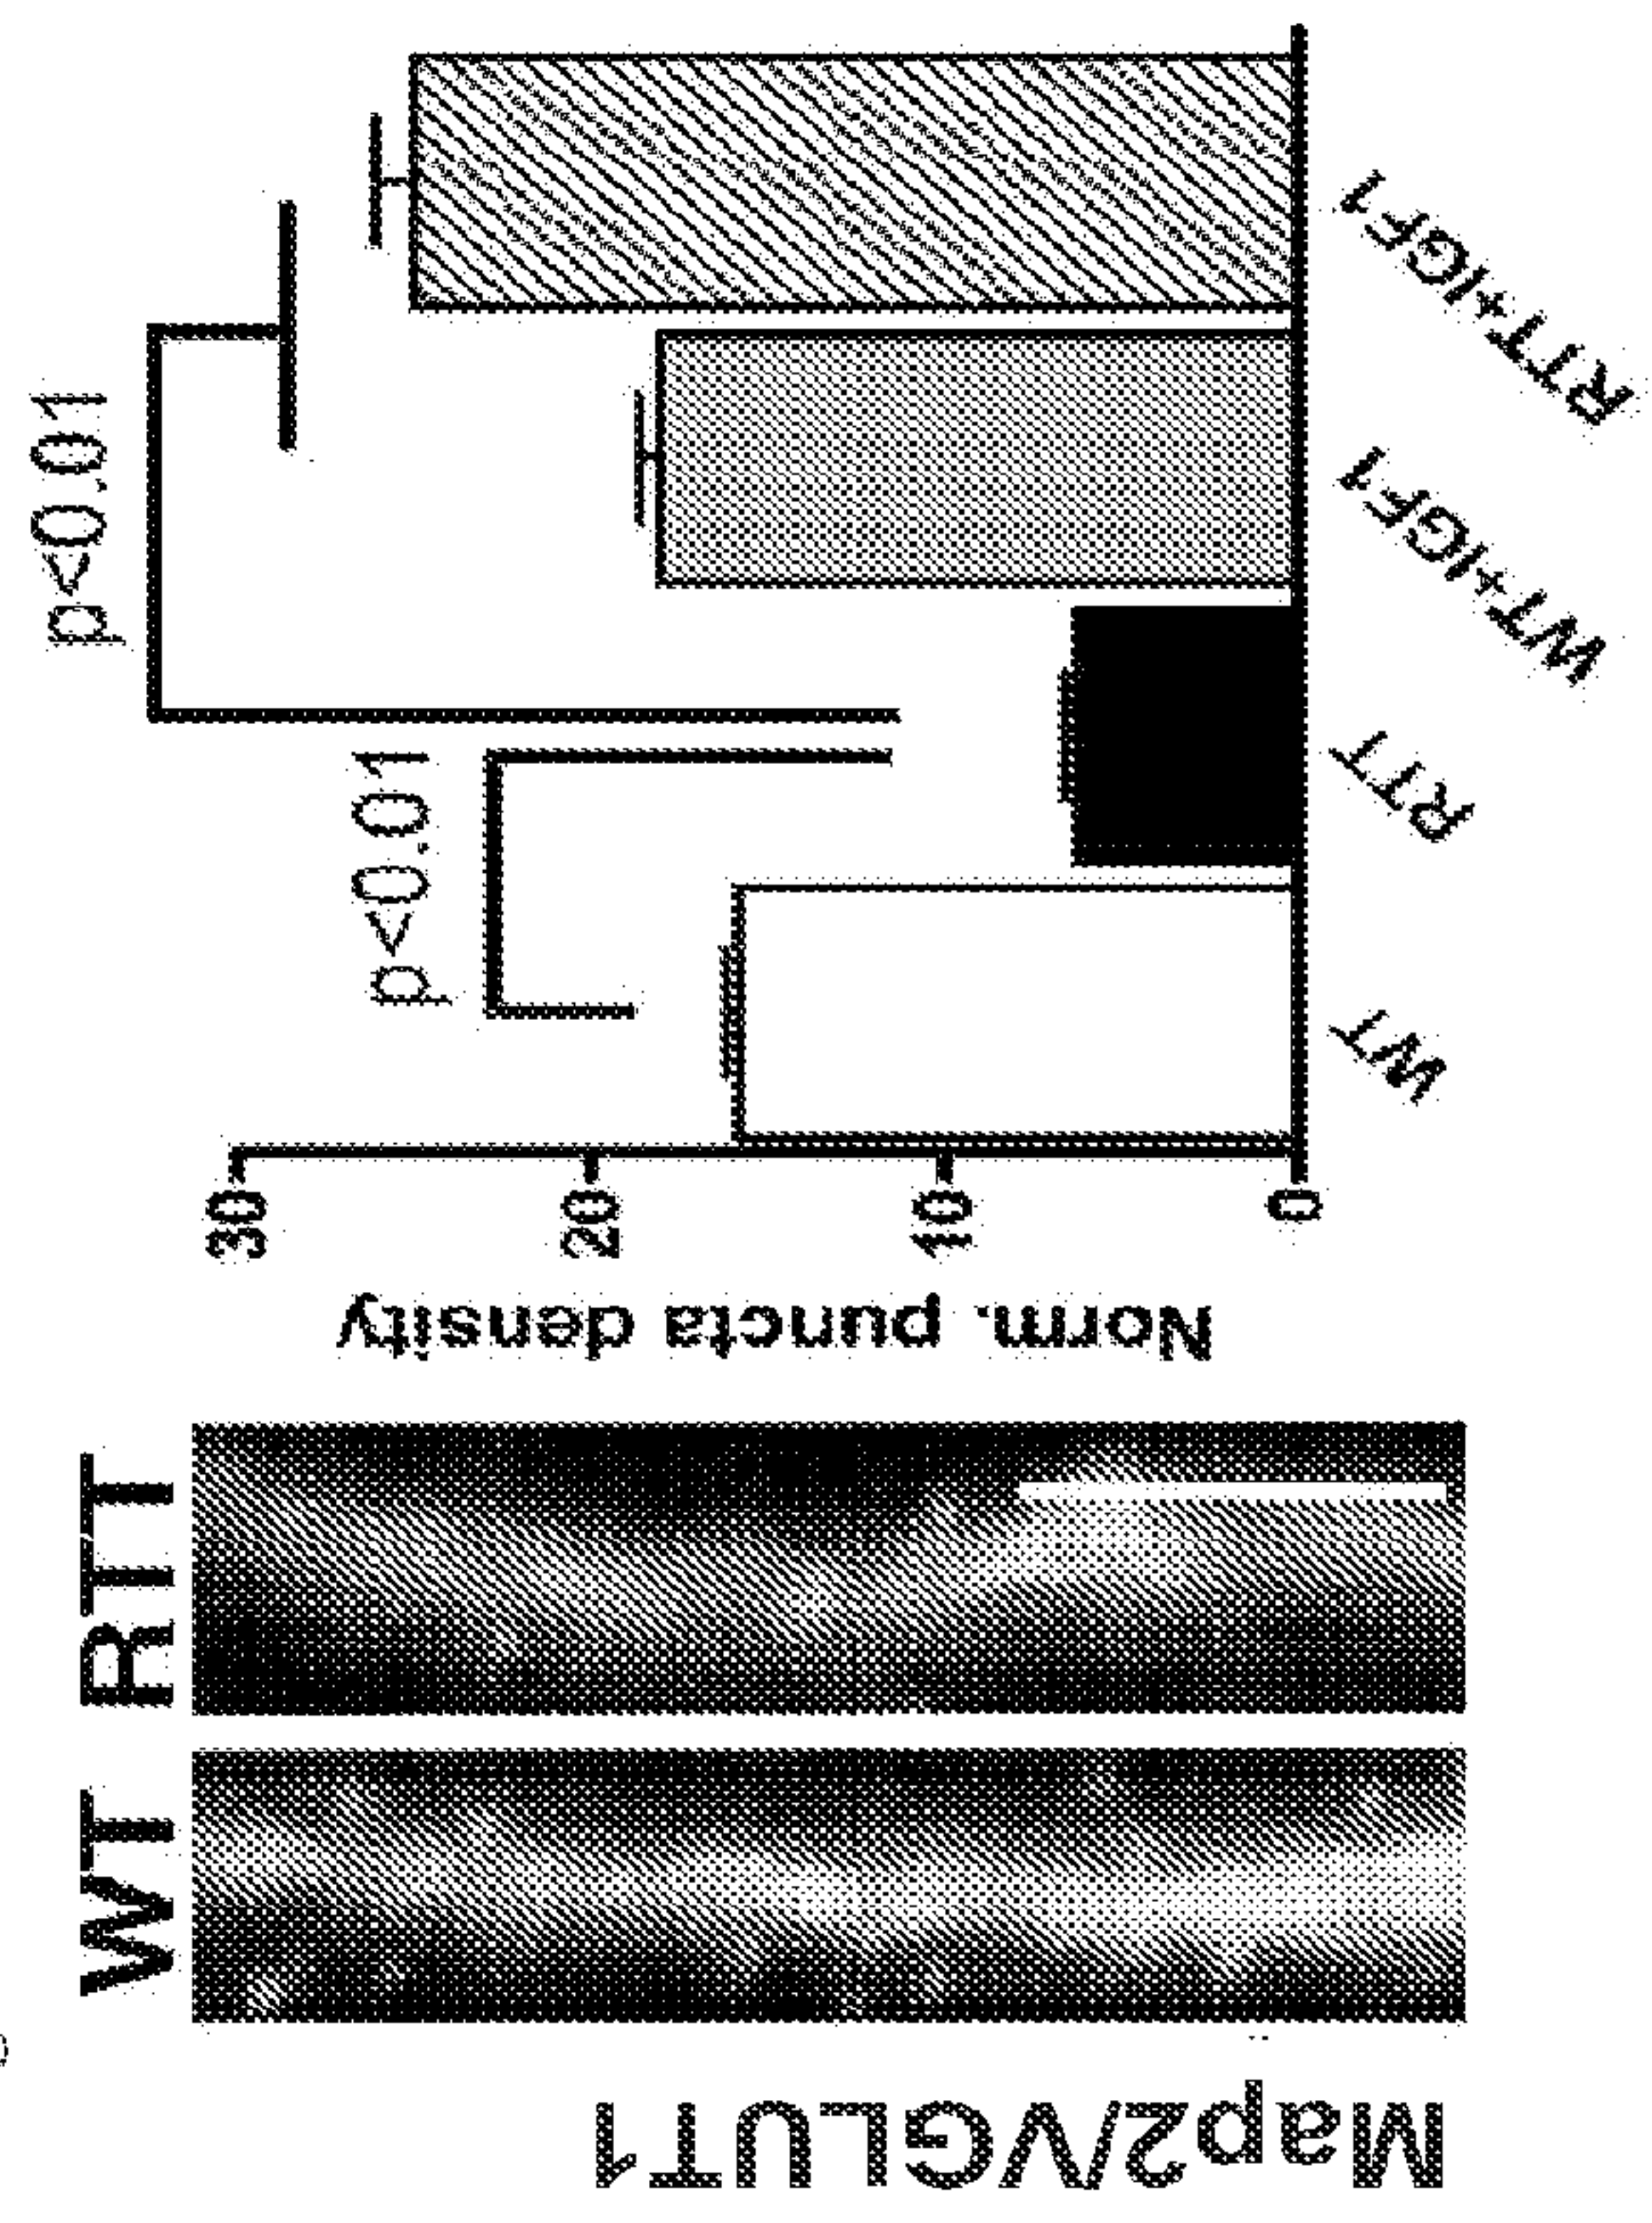 WT RTT
Map2/VGLUT1
Norm. puncta density
30
20
10
0
p<0.01
p<0.01
WT
RTT
WT+IGF1
RTT+IGF1